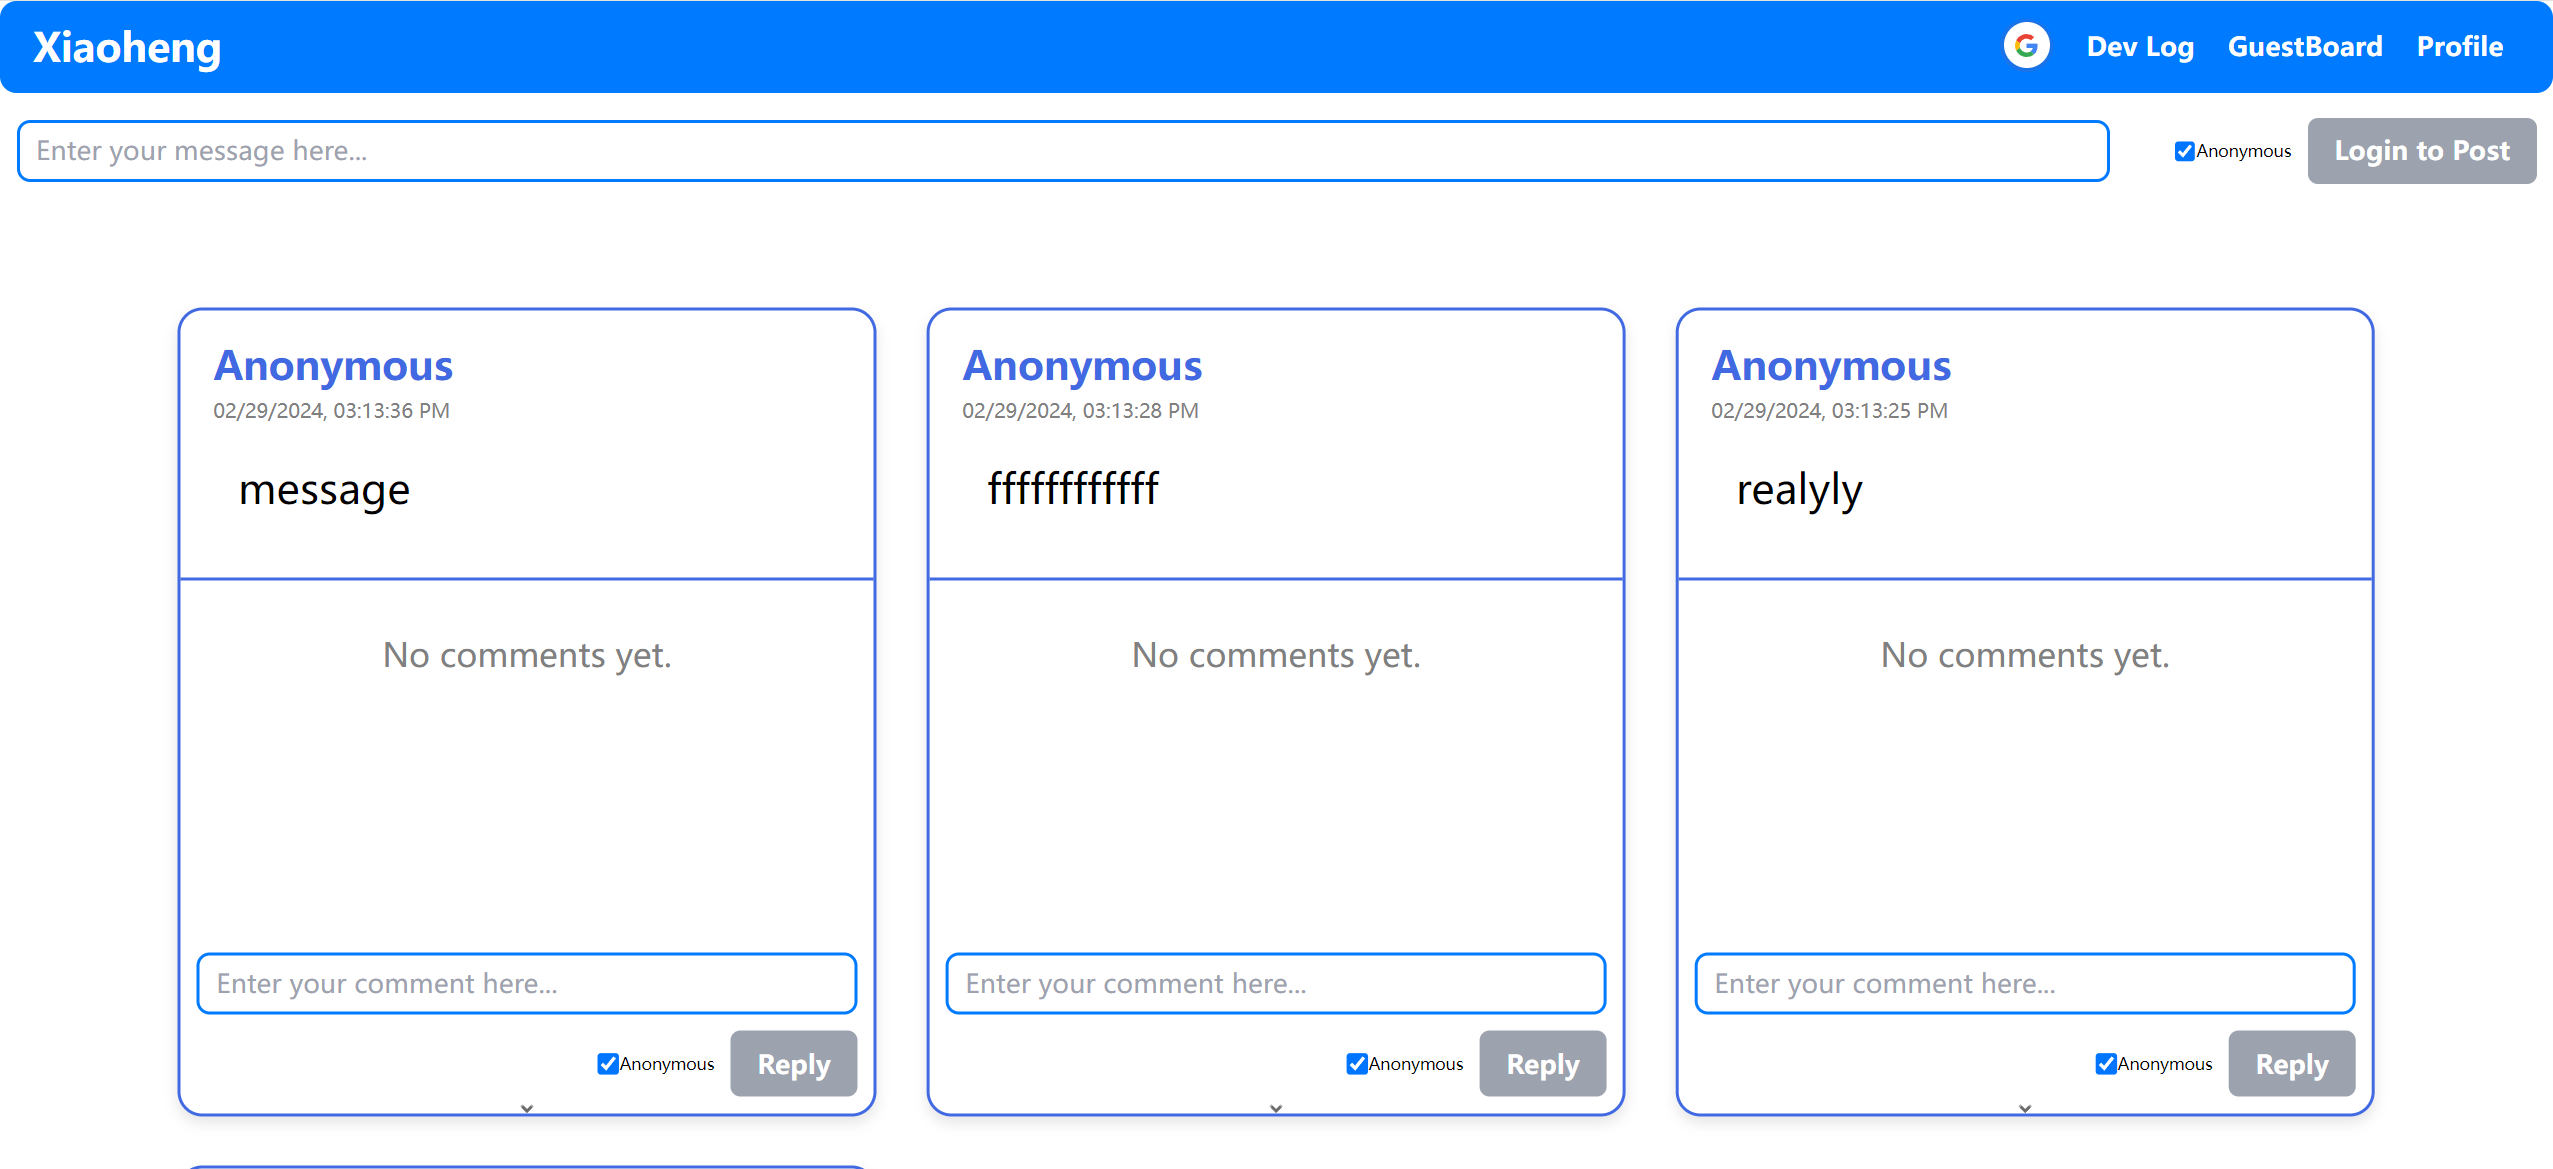 Xiaoheng
Dev Log GuestBoard Profile
Enter your message here...
Anonymous
Login to Post
Anonymous
02/29/2024, 03:13:36 PM
message
No comments yet.
Enter your comment here...
Anonymous
Reply
Anonymous
02/29/2024, 03:13:28 PM
ffffffffffff
No comments yet.
Enter your comment here...
Anonymous
Reply
Anonymous
02/29/2024, 03:13:25 PM
realyly
No comments yet.
Enter your comment here...
Anonymous
Reply